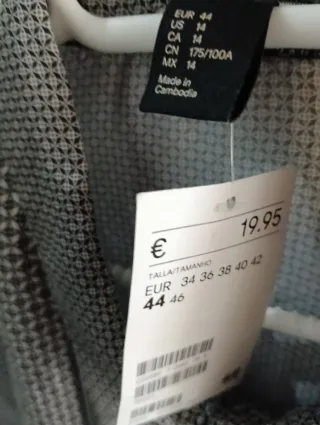 EUR 44
US 14
CA 14
CN 175/100A
MX 14
Made in
Cambodia
€ 19.95
TALLA/TAMANHO
EUR 34 36 38 40 42
44 46